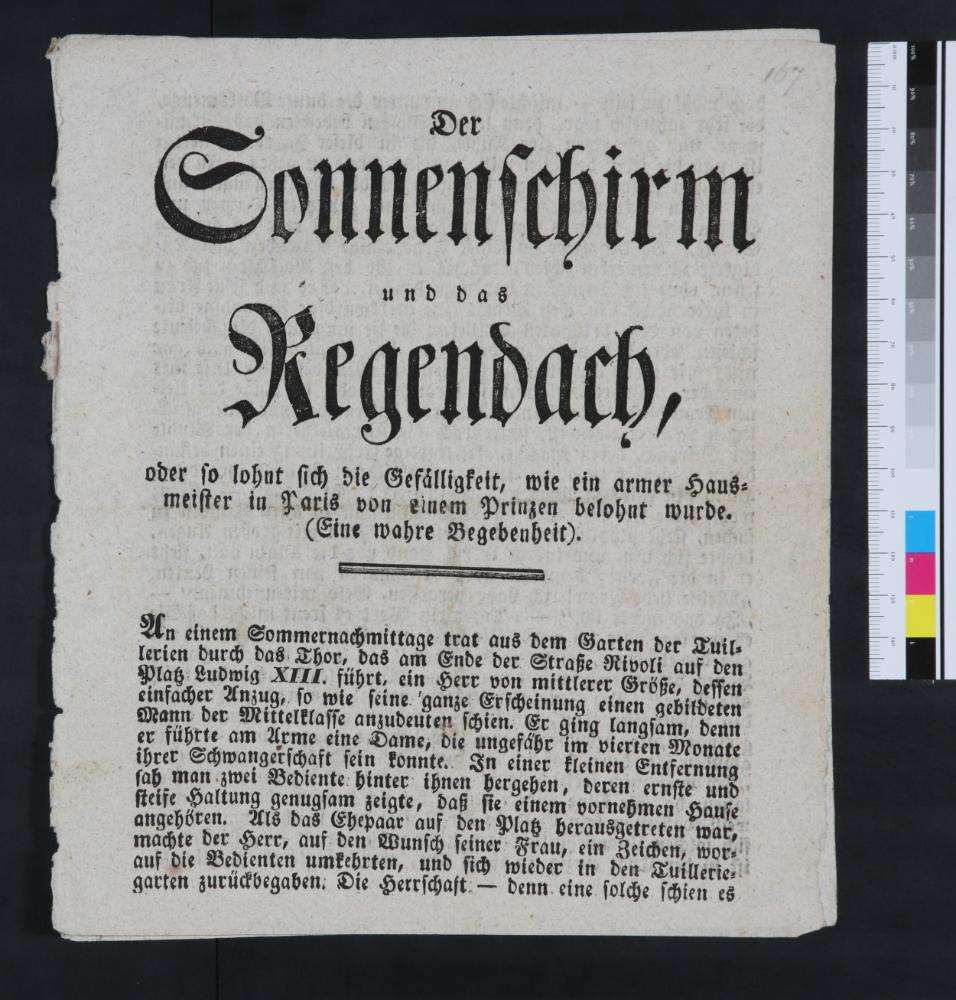 167
Der
Sonnenschirm
und das
Regendach,
oder so lohnt sich die Gefälligkeit, wie ein armer Haus=
meister in Paris von einem Prinzen belohnt wurde.
(Eine wahre Begebenheit).
An einem Sommernachmittage trat aus dem Garten der Tuil=
lerien durch das Thor, das am Ende der Straße Rivoli auf den
Platz Ludwig XIII. führt, ein Herr von mittlerer Größe, dessen
einfacher Anzug, so wie seine ganze Erscheinung einen gebildeten
Mann der Mittelklasse anzudeuten schien. Er ging langsam, denn
er führte am Arme eine Dame, die ungefähr im vierten Monate
ihrer Schwangerschaft sein konnte. In einer kleinen Entfernung
sah man zwei Bediente hinter ihnen hergehen, deren ernste und
steife Haltung genugsam zeigte, daß sie einem vornehmen Hause
angehören. Als das Ehepaar auf den Platz herausgetreten war,
machte der Herr, auf den Wunsch seiner Frau, ein Zeichen, wor=
auf die Bedienten umkehrten, und sich wieder in den Tuillerie=
garten zurückbegaben. Die Herrschaft — denn eine solche schien es